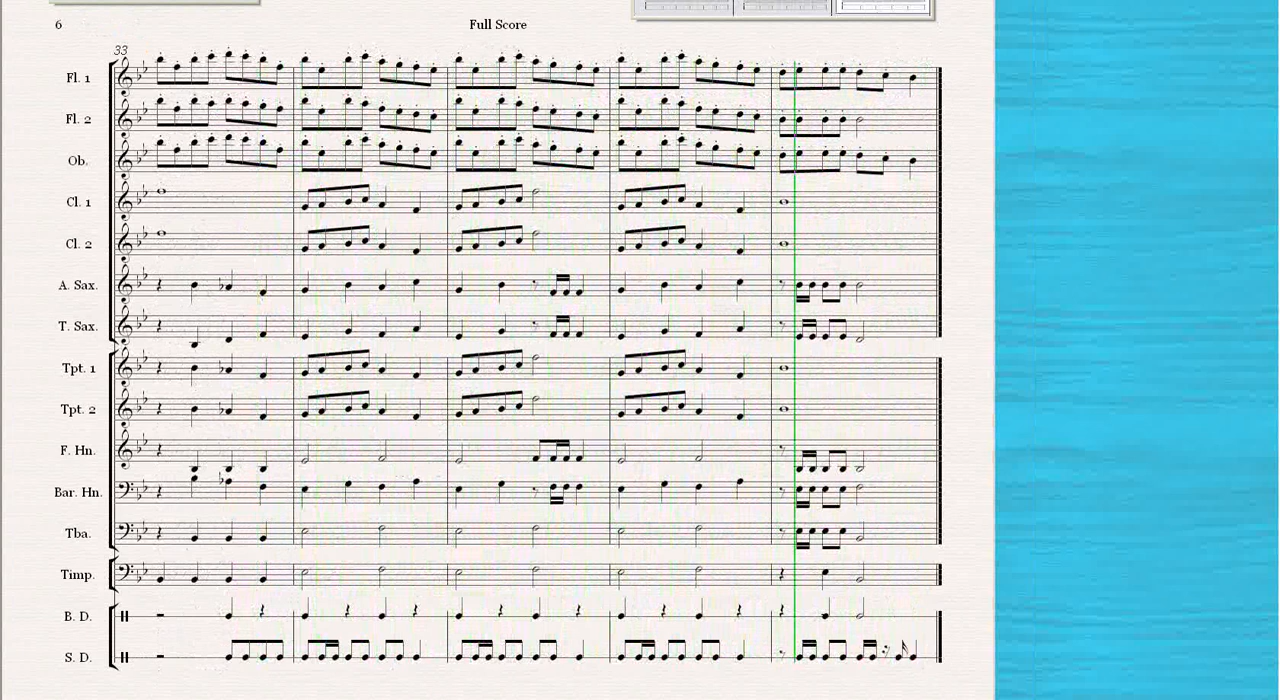 6
Full Score
33
Fl. 1
Fl. 2
Ob.
Cl. 1
Cl. 2
A. Sax.
T. Sax.
Tpt. 1
Tpt. 2
F. Hn.
Bar. Hn.
Tba.
Timp.
B. D.
S. D.